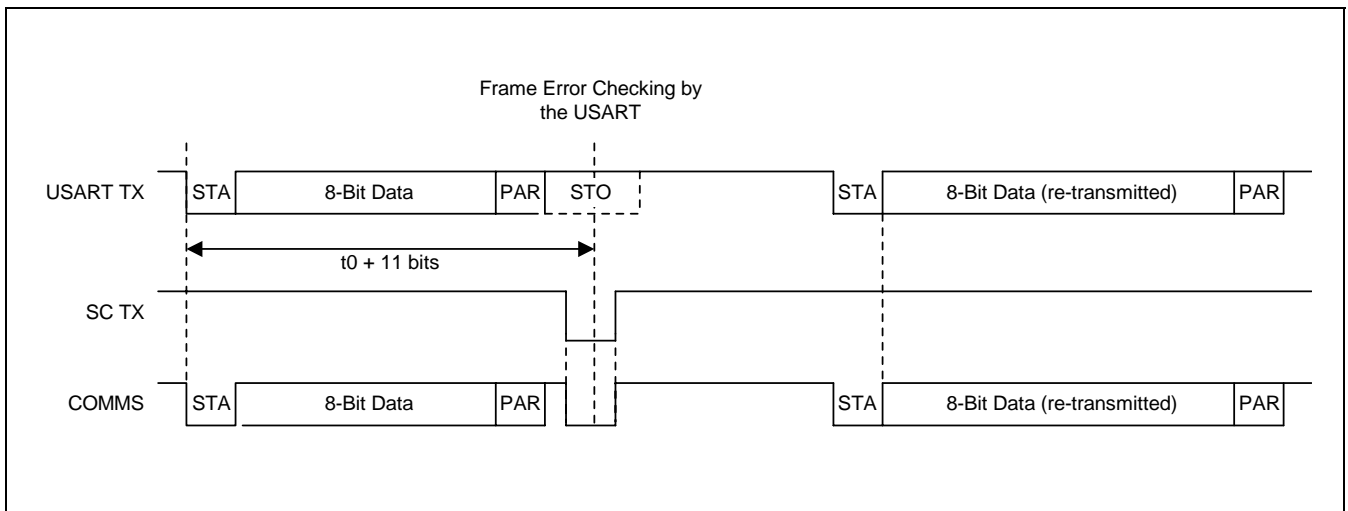 Frame Error Checking by
the USART
USART TX STA 8-Bit Data PAR STO STA 8-Bit Data (re-transmitted) PAR
t0 + 11 bits
SC TX
COMMS STA 8-Bit Data PAR STA 8-Bit Data (re-transmitted) PAR